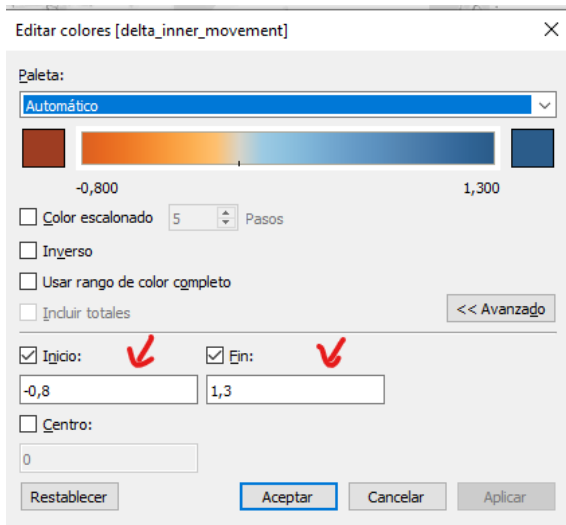 Editar colores [delta_inner_movement]
Paleta:
Automático
-0,800 1,300
Color escalonado 5 Pasos
Inverso
Usar rango de color completo
Incluir totales << Avanzado
Inicio: Fin:
-0,8 1,3
Centro:
0
Restablecer Aceptar Cancelar Aplicar